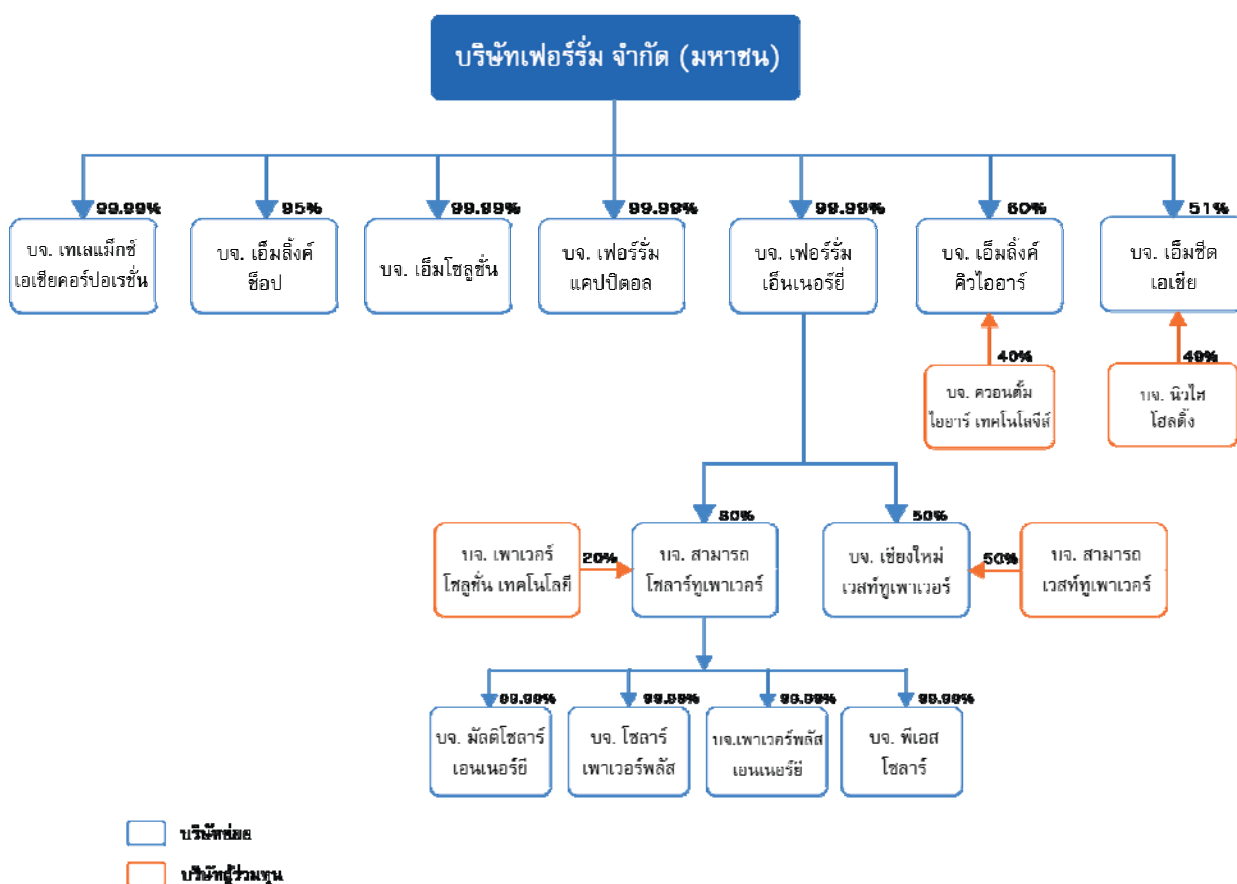 บริษัทเฟอร์รั่ม จำกัด (มหาชน)
99.99%
95%
99.99%
99.99%
99.99%
60%
51%
บจ. เทเลแม็กซ์
เอเชียคอร์ปอเรชั่น
บจ. เอ็มลิ้งค์
ช็อป
บจ. เอ็มโซลูชั่น
บจ. เฟอร์รั่ม
แคปปิตอล
บจ. เฟอร์รั่ม
เอ็นเนอร์ยี่
บจ. เอ็มลิ้งค์
คิวไออาร์
บจ. เอ็มซีด
เอเชีย
40%
49%
บจ. ควอนตั้ม
ไออาร์ เทคโนโลจีส์
บจ. นิวไฮ
โฮลดิ้ง
80%
50%
บจ. เพาเวอร์
โซลูชั่น เทคโนโลยี
20%
บจ. สามารถ
โซลาร์ทูเพาเวอร์
บจ. เชียงใหม่
เวสท์ทูเพาเวอร์
50%
บจ. สามารถ
เวสท์ทูเพาเวอร์
99.99%
99.99%
99.99%
99.99%
บจ. มัลติโซลาร์
เอนเนอร์ยี
บจ. โซลาร์
เพาเวอร์พลัส
บจ.เพาเวอร์พลัส
เอนเนอร์ยี
บจ. พีเอส
โซลาร์
บริษัทย่อย
บริษัทผู้ร่วมทุน